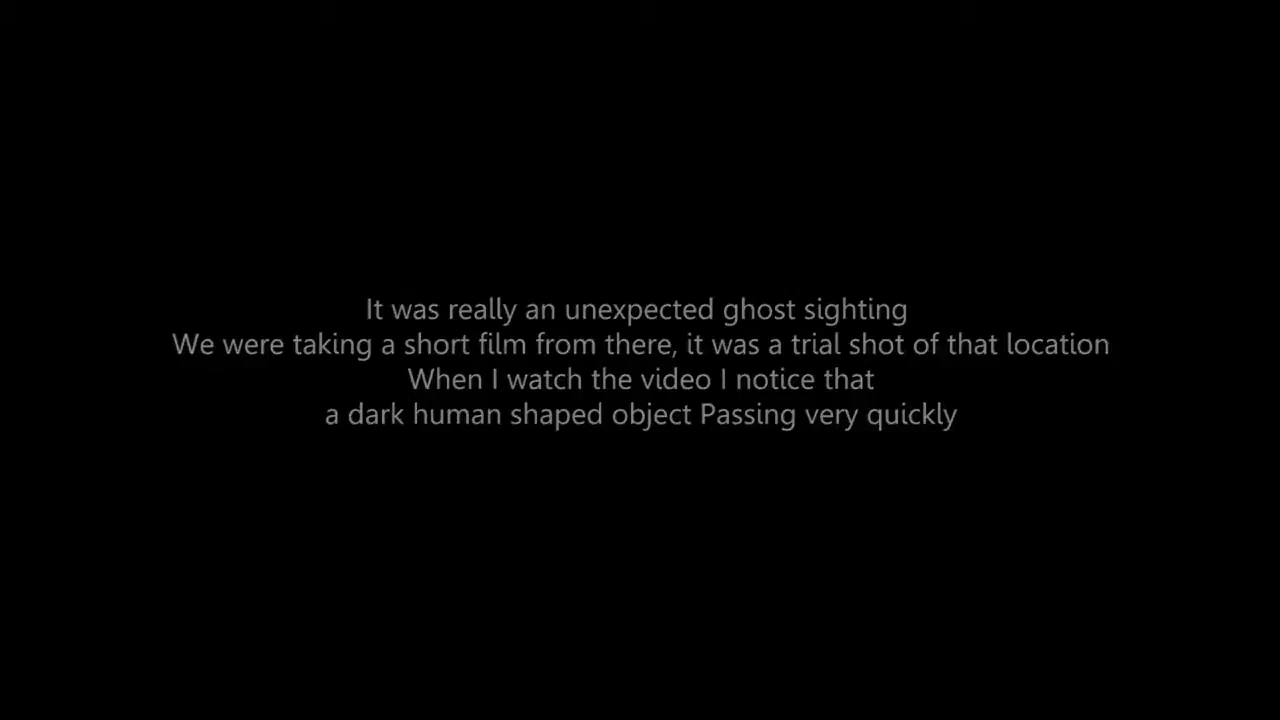 It was really an unexpected ghost sighting
We were taking a short film from there, it was a trial shot of that location
When I watch the video I notice that
a dark human shaped object Passing very quickly